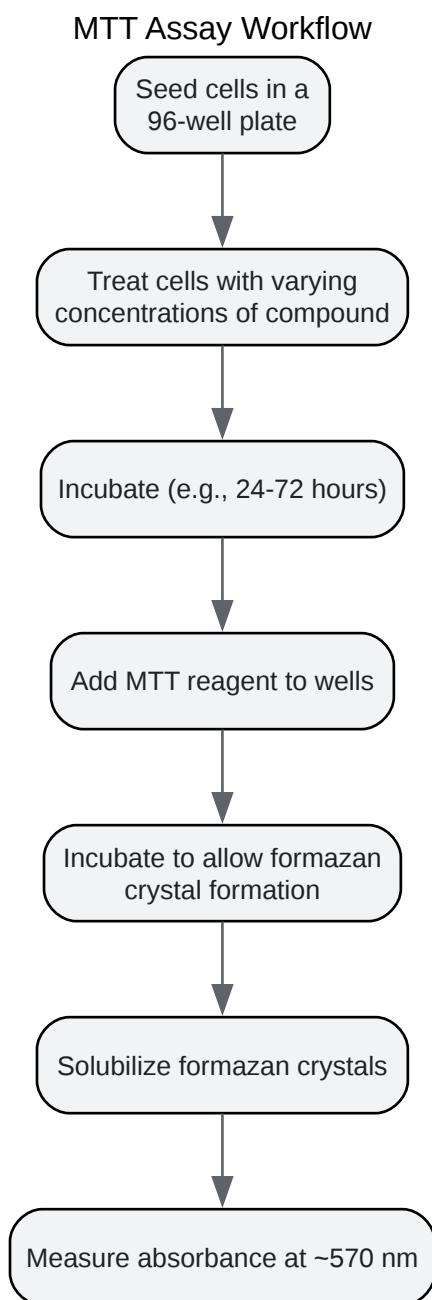 MTT Assay Workflow
Seed cells in a
96-well plate
Treat cells with varying
concentrations of compound
Incubate (e.g., 24-72 hours)
Add MTT reagent to wells
Incubate to allow formazan
crystal formation
Solubilize formazan crystals
Measure absorbance at ~570 nm